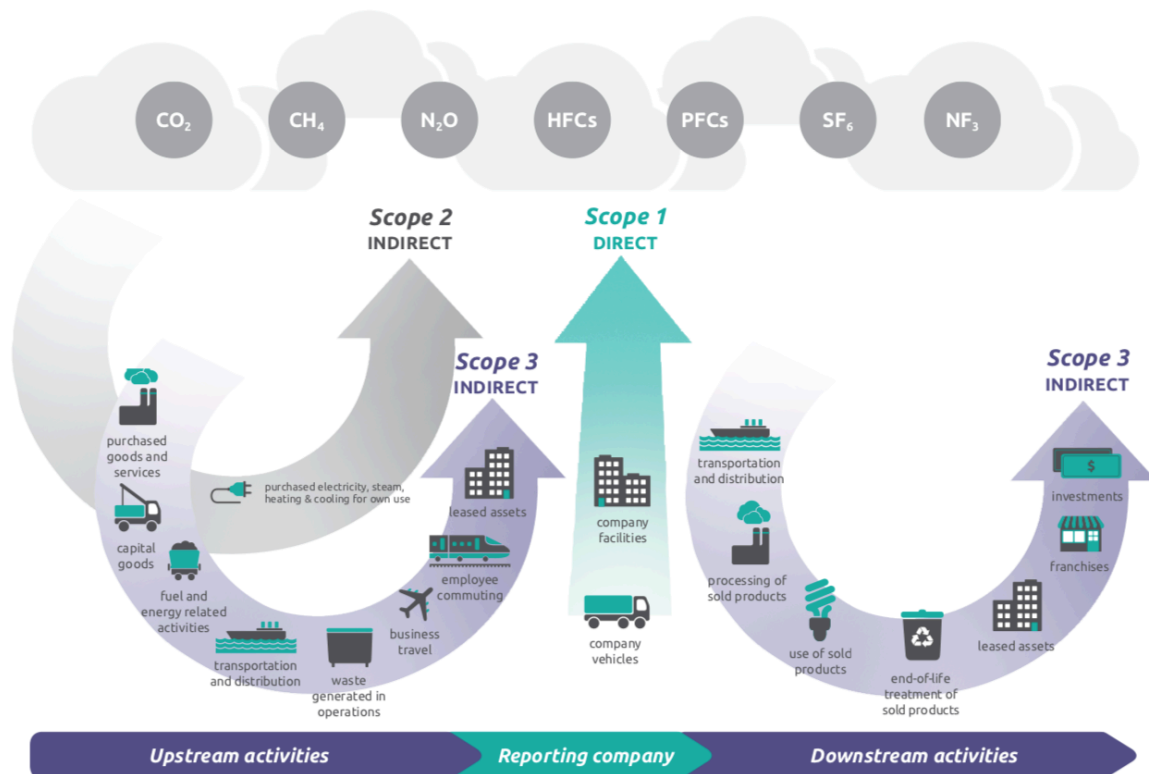 CO₂
CH₄
N₂O
HFCs
PFCs
SF₆
NF₃
Scope 2
INDIRECT
Scope 1
DIRECT
Scope 3
INDIRECT
Scope 3
INDIRECT
purchased
goods and
services
capital
goods
fuel and
energy related
activities
purchased electricity, steam,
heating & cooling for own use
transportation
and distribution
waste
generated in
operations
business
travel
employee
commuting
leased assets
company
facilities
company
vehicles
transportation
and distribution
processing of
sold products
use of sold
products
end-of-life
treatment of
sold products
leased assets
franchises
$
investments
Upstream activities
Reporting company
Downstream activities